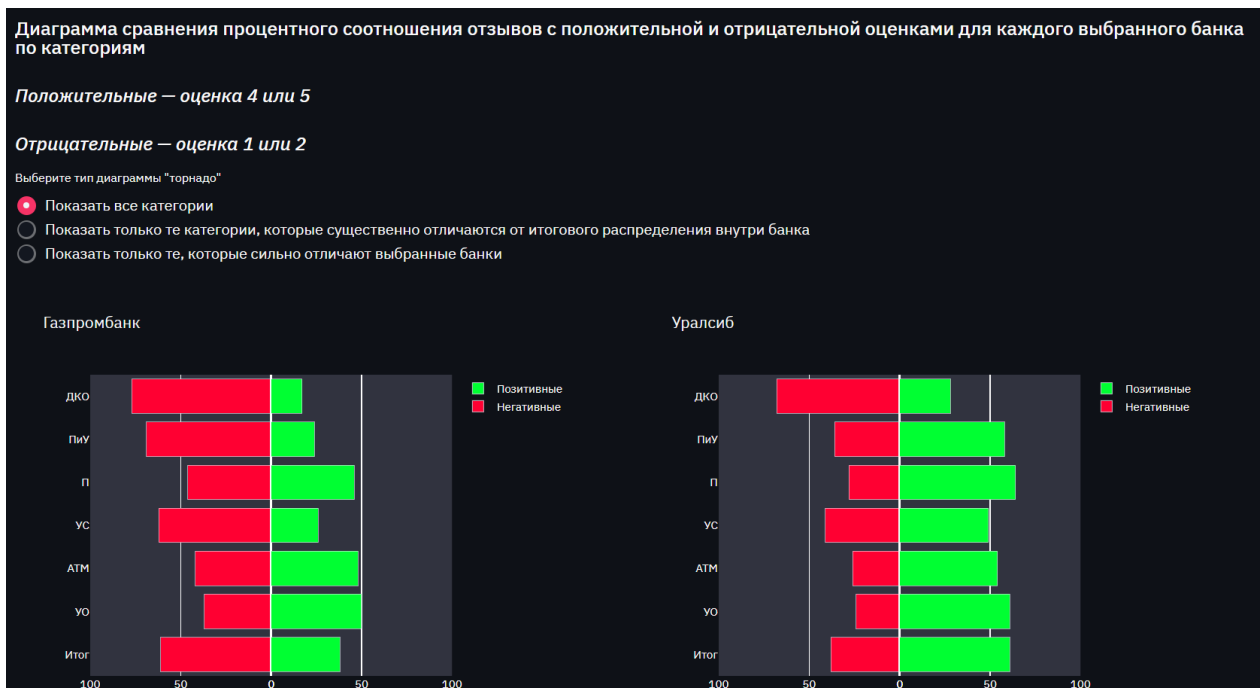 Диаграмма сравнения процентного соотношения отзывов с положительной и отрицательной оценками для каждого выбранного банка
по категориям
Положительные — оценка 4 или 5
Отрицательные — оценка 1 или 2
Выберите тип диаграммы "торнадо"
Показать все категории
Показать только те категории, которые существенно отличаются от итогового распределения внутри банка
Показать только те, которые сильно отличают выбранные банки
Газпромбанк
ДКО
ПиУ
П
УС
АТМ
УО
Итог
100 50 0 50 100
Позитивные
Негативные
Уралсиб
ДКО
ПиУ
П
УС
АТМ
УО
Итог
100 50 0 50 100
Позитивные
Негативные